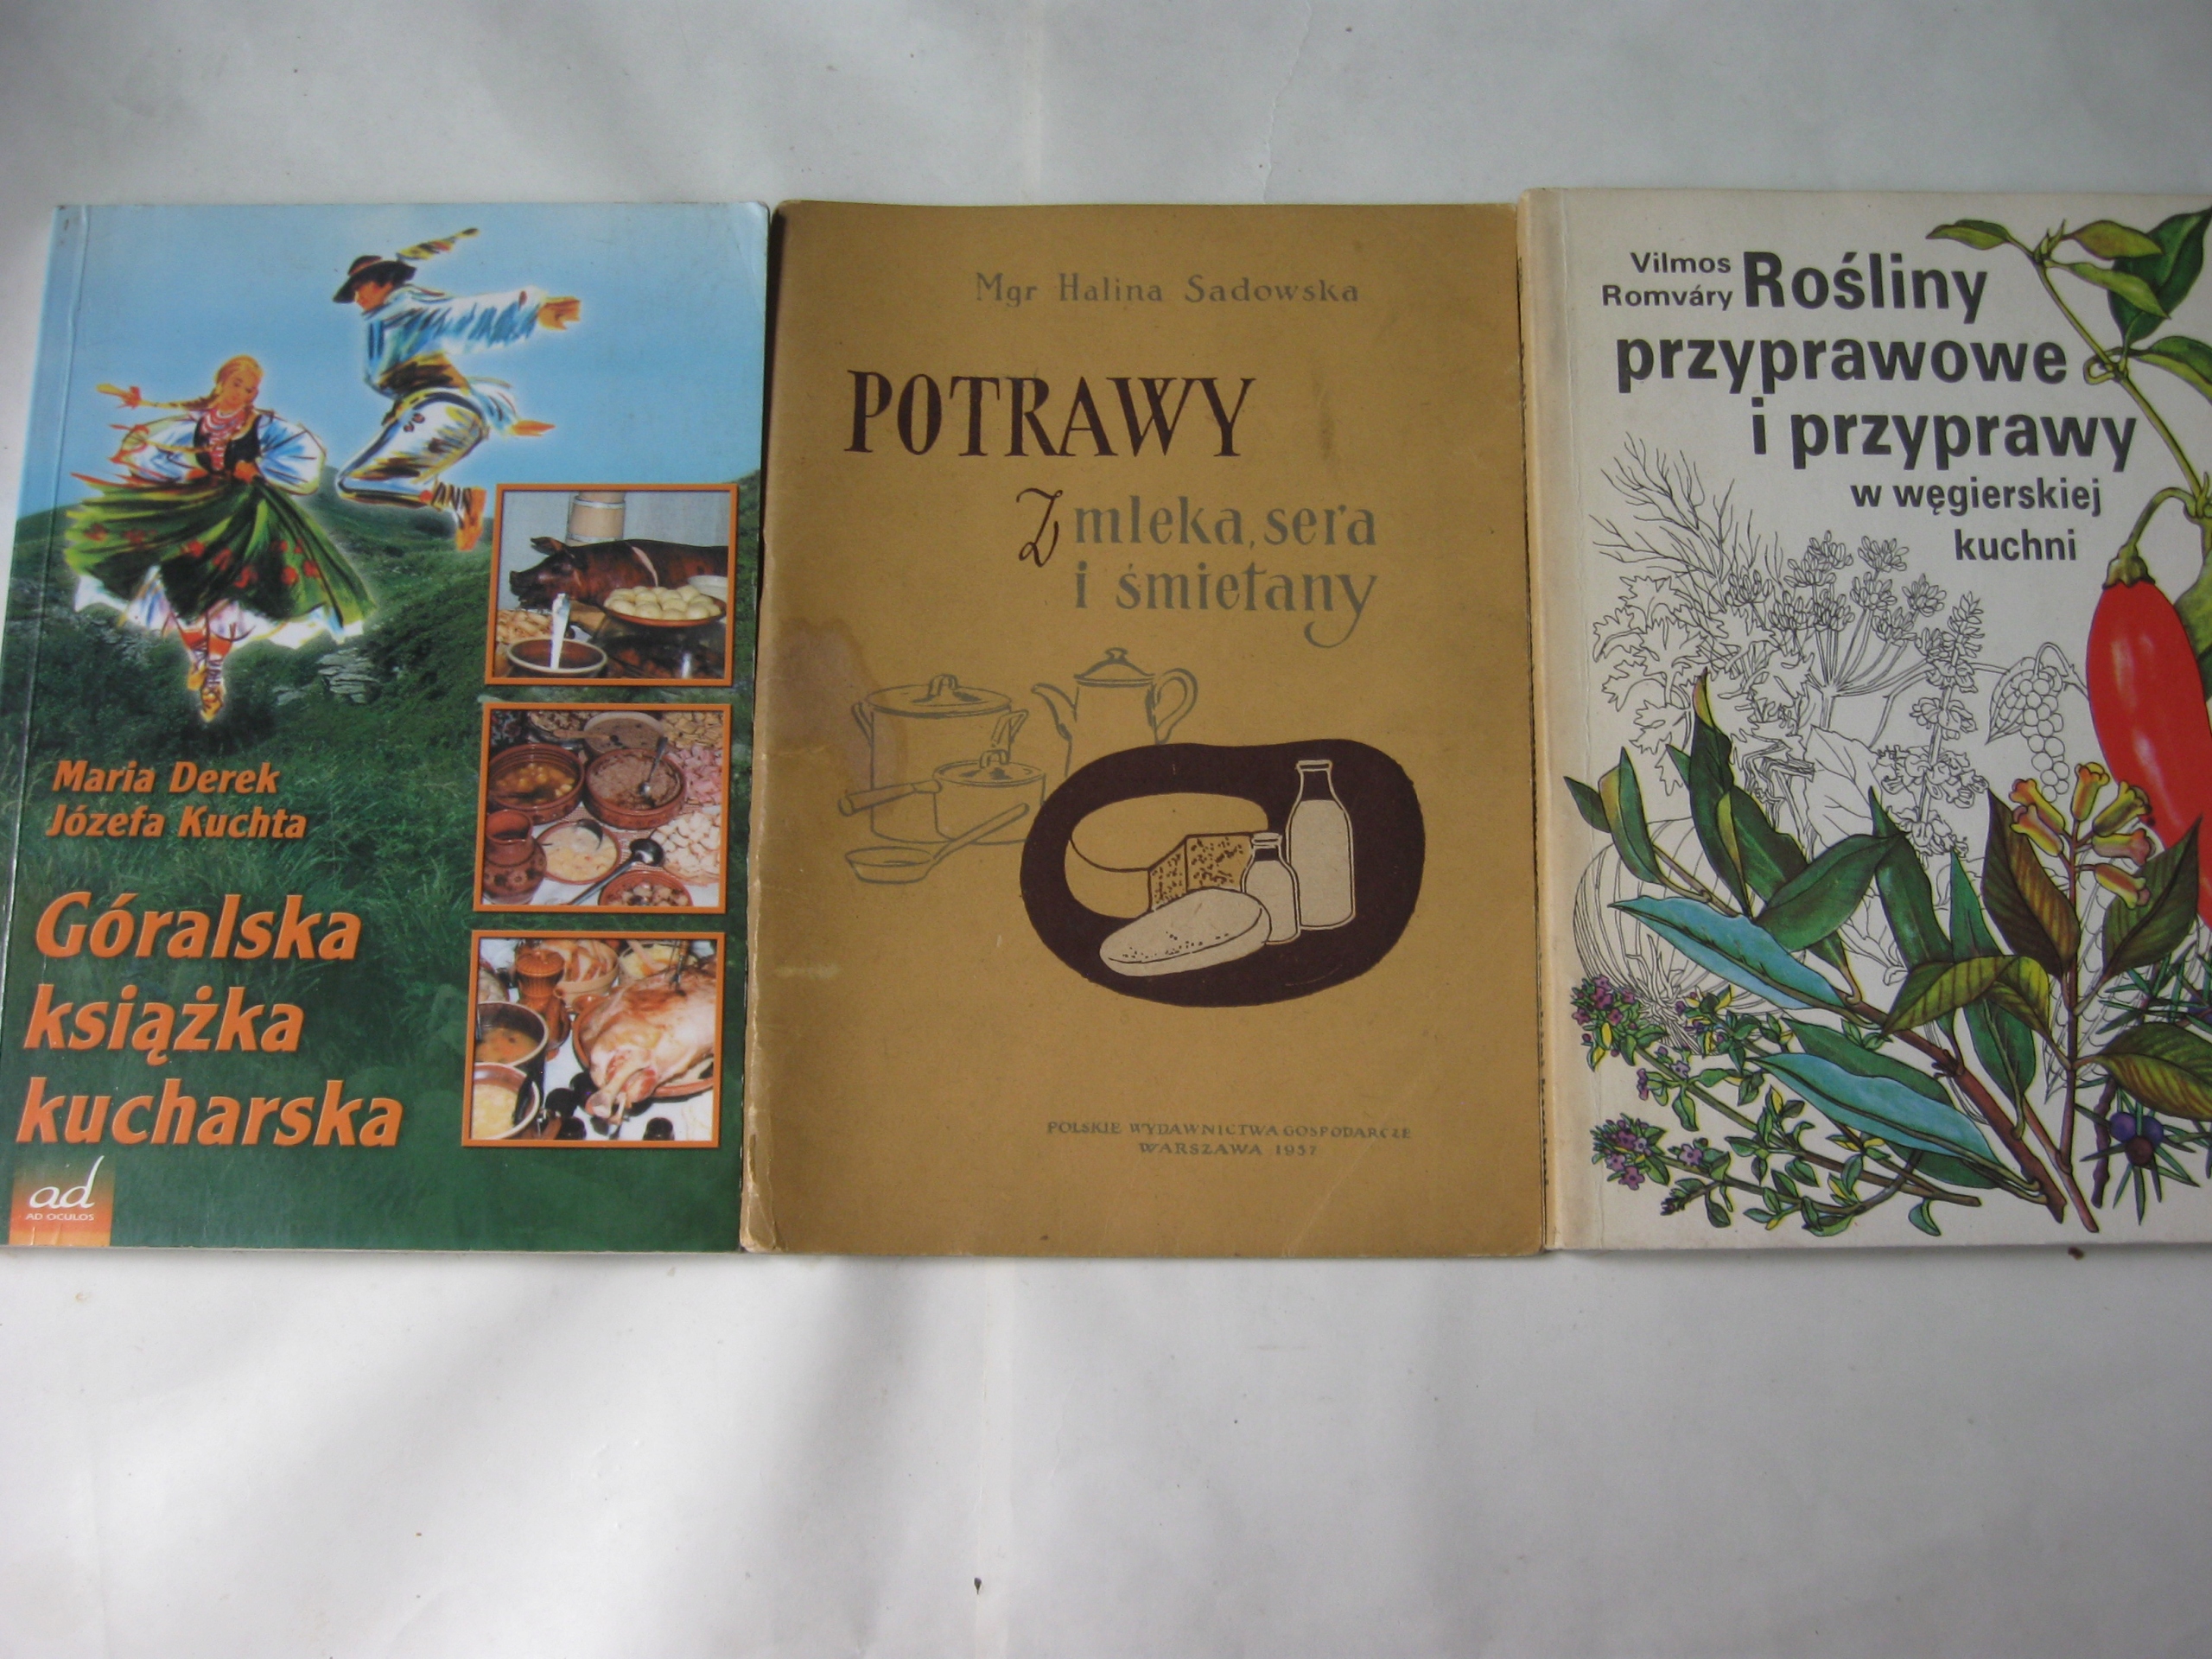 Maria Derek
Józefa Kuchta
Góralska
książka
kucharska
ad
AD OCULOS
Mgr Halina Sadowska
POTRAWY
Z mleka, sera
i śmietany
POLSKIE WYDAWNICTWA GOSPODARCZE
WARSZAWA 1957
Vilmos
Romváry
Rośliny
przyprawowe
i przyprawy
w węgierskiej
kuchni